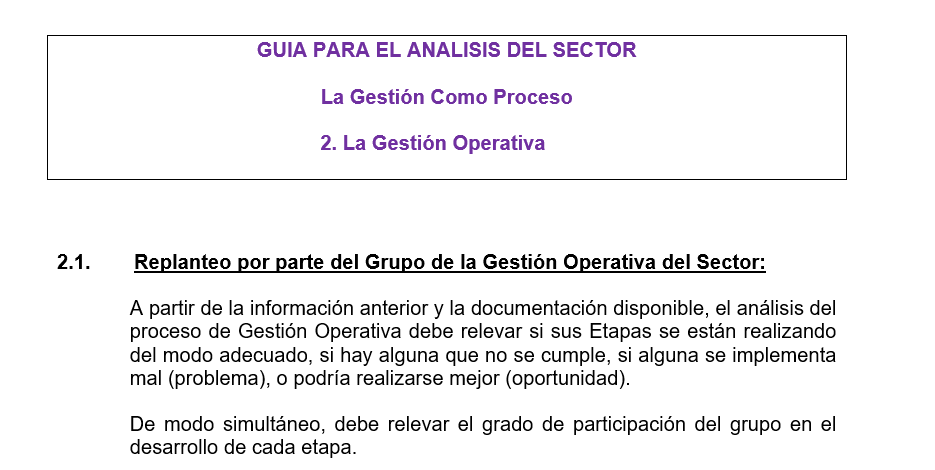 GUIA PARA EL ANALISIS DEL SECTOR
La Gestión Como Proceso
2. La Gestión Operativa
2.1. Replanteo por parte del Grupo de la Gestión Operativa del Sector:
A partir de la información anterior y la documentación disponible, el análisis del
proceso de Gestión Operativa debe relevar si sus Etapas se están realizando
del modo adecuado, si hay alguna que no se cumple, si alguna se implementa
mal (problema), o podría realizarse mejor (oportunidad).
De modo simultáneo, debe relevar el grado de participación del grupo en el
desarrollo de cada etapa.